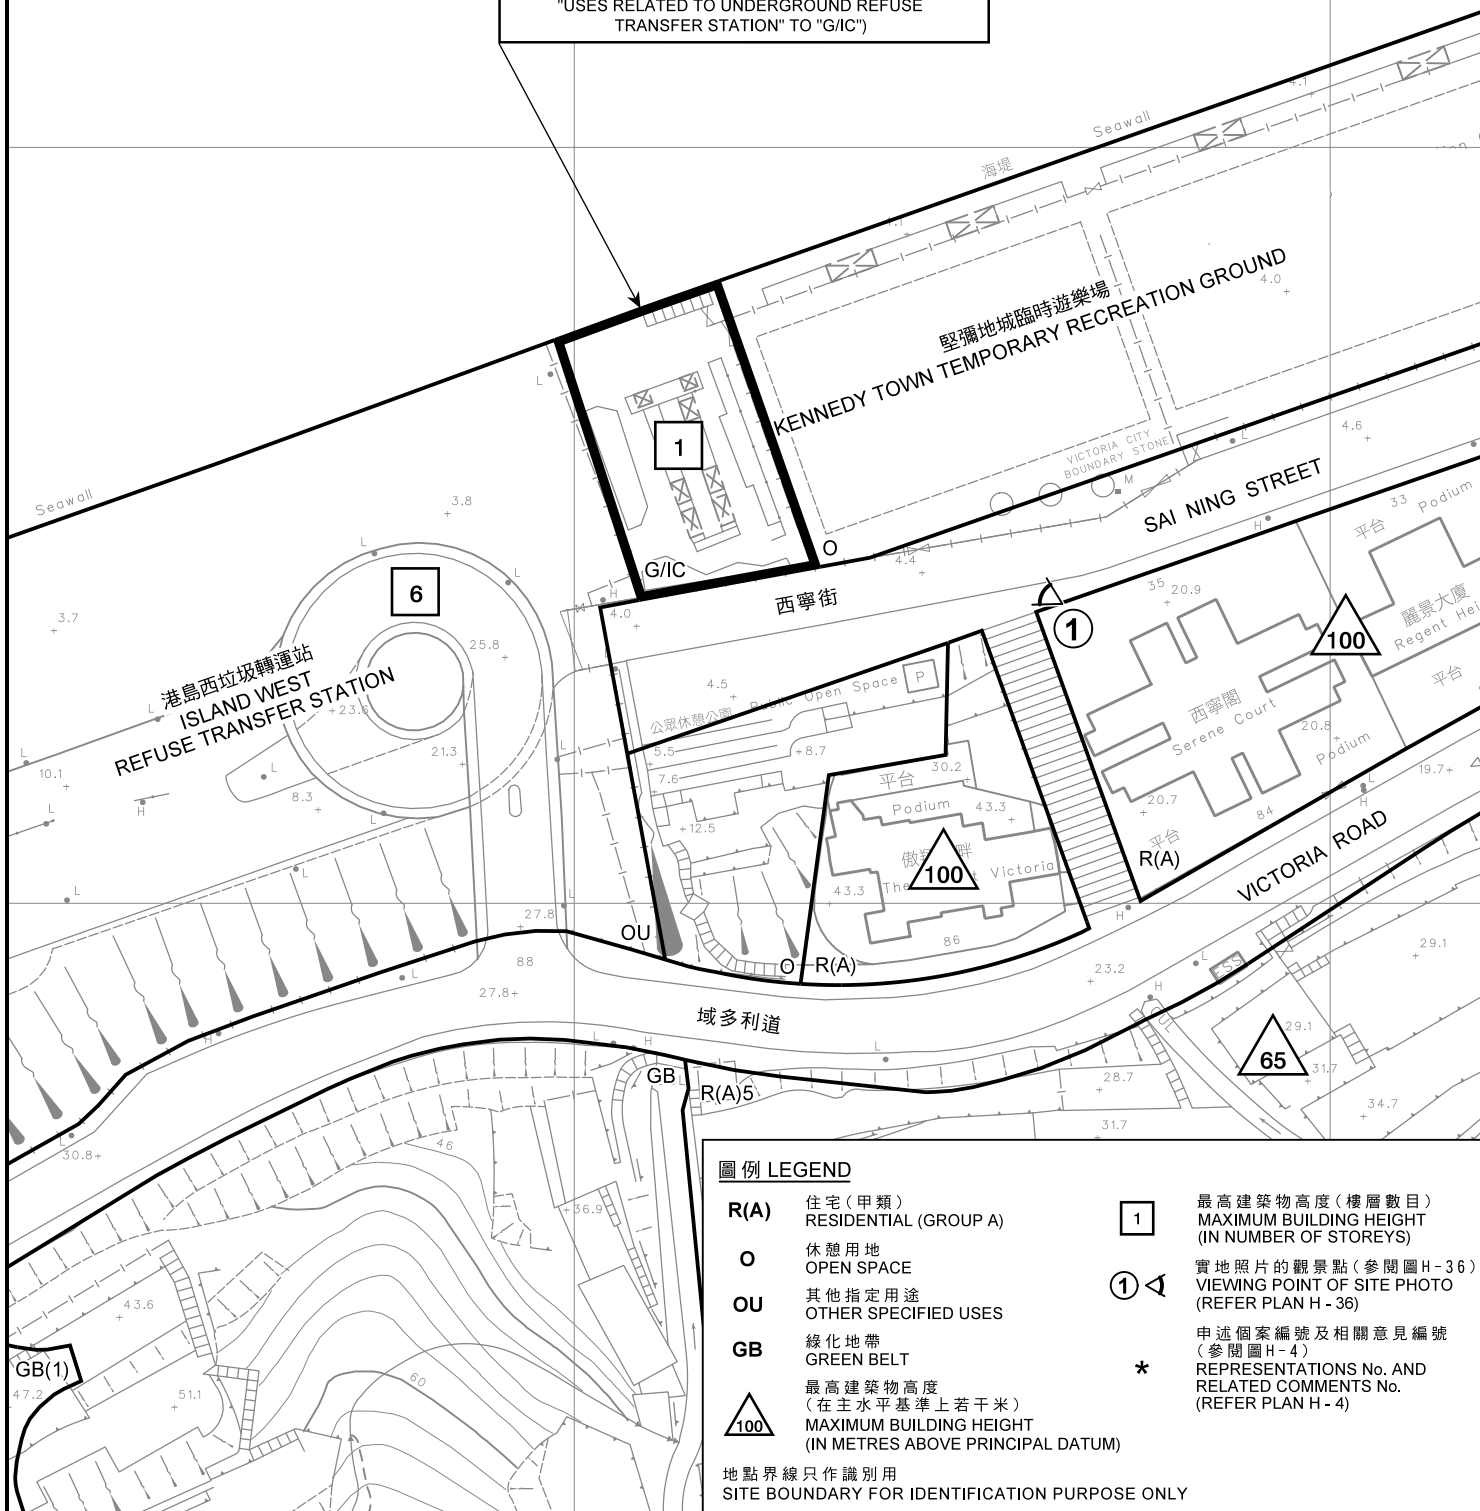 "USES RELATED TO UNDERGROUND REFUSE
TRANSFER STATION" TO "G/IC")
4.1
Seawall
海堤
堅彌地城臨時遊樂場
KENNEDY TOWN TEMPORARY RECREATION GROUND
4.0
L
1
VICTORIA CITY
BOUNDARY STONE
M
L
4.6
Seawall
3.8
SAI NING STREET
H
33
Podium
平台
O
4.4
G/IC
L
L
6
H
4.0
西寧街
1
35
20.9
麗景大廈
100
3.7
25.8
港島西垃圾轉運站
ISLAND WEST
REFUSE TRANSFER STATION
+23.6
4.5
Public Open Space
P
公眾休憩公園
西寧閣
Serene Court
平台
20.8
Podium
L
L
10.1
21.3
L
5.5
+8.7
7.6
平台
30.2
19.7+
L
H
L
H
8.3
L
Podium
43.3
20.7
84
平台
+12.5
100
43.3
Victoria
R(A)
VICTORIA ROAD
L
L
27.8
L
OU
86
H
29.1
88
O
R(A)
23.2
L
ESS
27.8+
L
H
域多利道
H
29.1
H
L
65
31.7
GB
R(A)5
28.7
34.7
L
30.8+
46
31.7
+36.9
43.6
GB(1)
47.2
51.1
60
圖例 LEGEND
R(A)
住宅（甲類）
RESIDENTIAL (GROUP A)
O
休憩用地
OPEN SPACE
OU
其他指定用途
OTHER SPECIFIED USES
GB
綠化地帶
GREEN BELT
100
最高建築物高度
（在主水平基準上若干米）
MAXIMUM BUILDING HEIGHT
(IN METRES ABOVE PRINCIPAL DATUM)
1
最高建築物高度（樓層數目）
MAXIMUM BUILDING HEIGHT
(IN NUMBER OF STOREYS)
1
實地照片的觀景點（參閱圖H-36）
VIEWING POINT OF SITE PHOTO
(REFER PLAN H - 36)
*
申述個案編號及相關意見編號
（參閱圖H-4）
REPRESENTATIONS No. AND
RELATED COMMENTS No.
(REFER PLAN H - 4)
地點界線只作識別用
SITE BOUNDARY FOR IDENTIFICATION PURPOSE ONLY